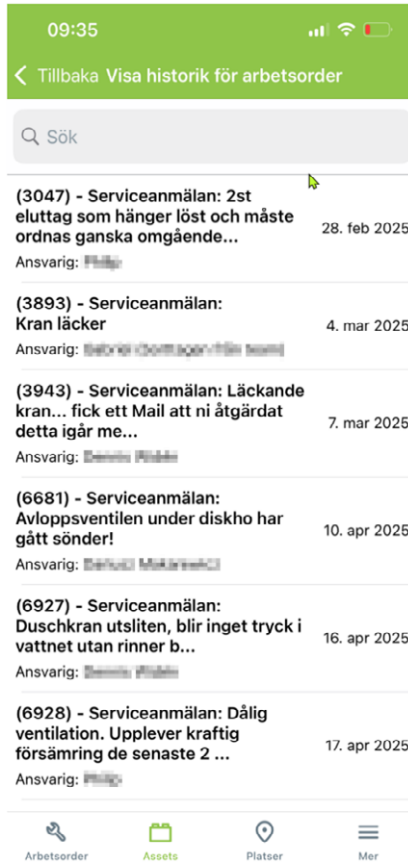 09:35
Tillbaka Visa historik för arbetsorder
Sök
(3047) - Serviceanmälan: 2st
eluttag som hänger löst och måste
ordnas ganska omgående...
28. feb 2025
Ansvarig:
(3893) - Serviceanmälan:
Kran läcker
4. mar 2025
Ansvarig:
(3943) - Serviceanmälan: Läckande
kran... fick ett Mail att ni åtgärdat
detta igår me...
7. mar 2025
Ansvarig:
(6681) - Serviceanmälan:
Avloppsventilen under diskho har
gått sönder!
10. apr 2025
Ansvarig:
(6927) - Serviceanmälan:
Duschkran utsliten, blir inget tryck i
vattnet utan rinner b...
16. apr 2025
Ansvarig:
(6928) - Serviceanmälan: Dålig
ventilation. Upplever kraftig
försämring de senaste 2 ...
17. apr 2025
Ansvarig:
Arbetsorder Assets Platser Mer